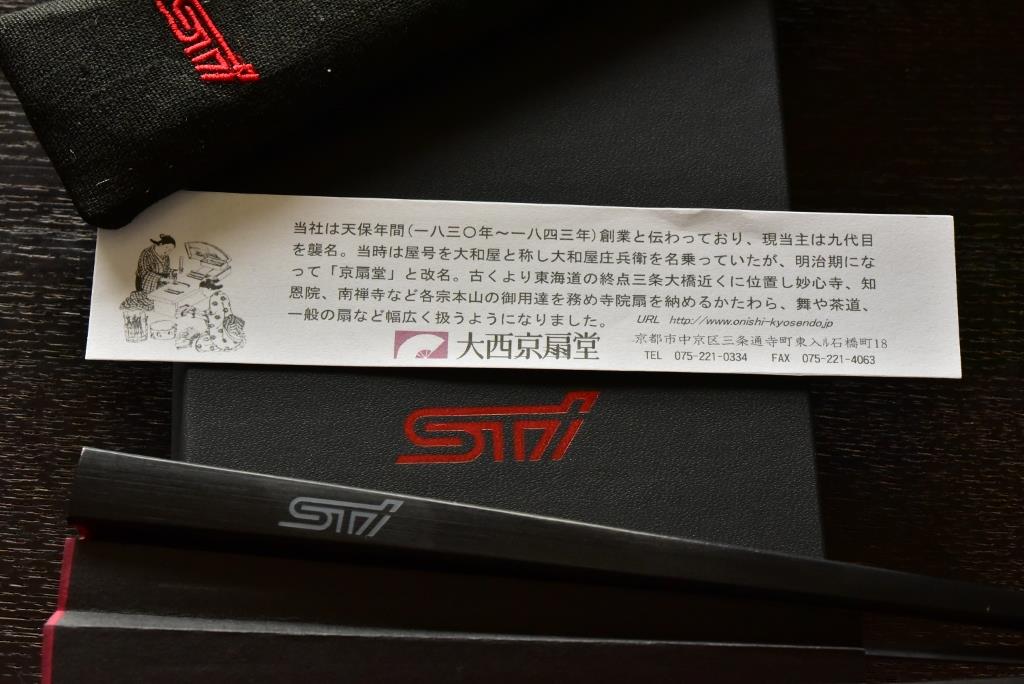 STi
当社は天保年間(一八三〇年〜一八四三年)創業と伝わっており、現当主は九代目
を襲名。当時は屋号を大和屋と称し大和屋庄兵衛を名乗っていたが、明治期にな
って「京扇堂」と改名。古くより東海道の終点三条大橋近くに位置し妙心寺、知
恩院、南禅寺など各宗本山の御用達を務め寺院扇を納めるかたわら、舞や茶道、
一般の扇など幅広く扱うようになりました。
URL http://www.onishi-kyosendo.jp
大西京扇堂
京都市中京区三条通寺町東入ル石橋町18
TEL 075-221-0334 FAX 075-221-4063
STi
STi